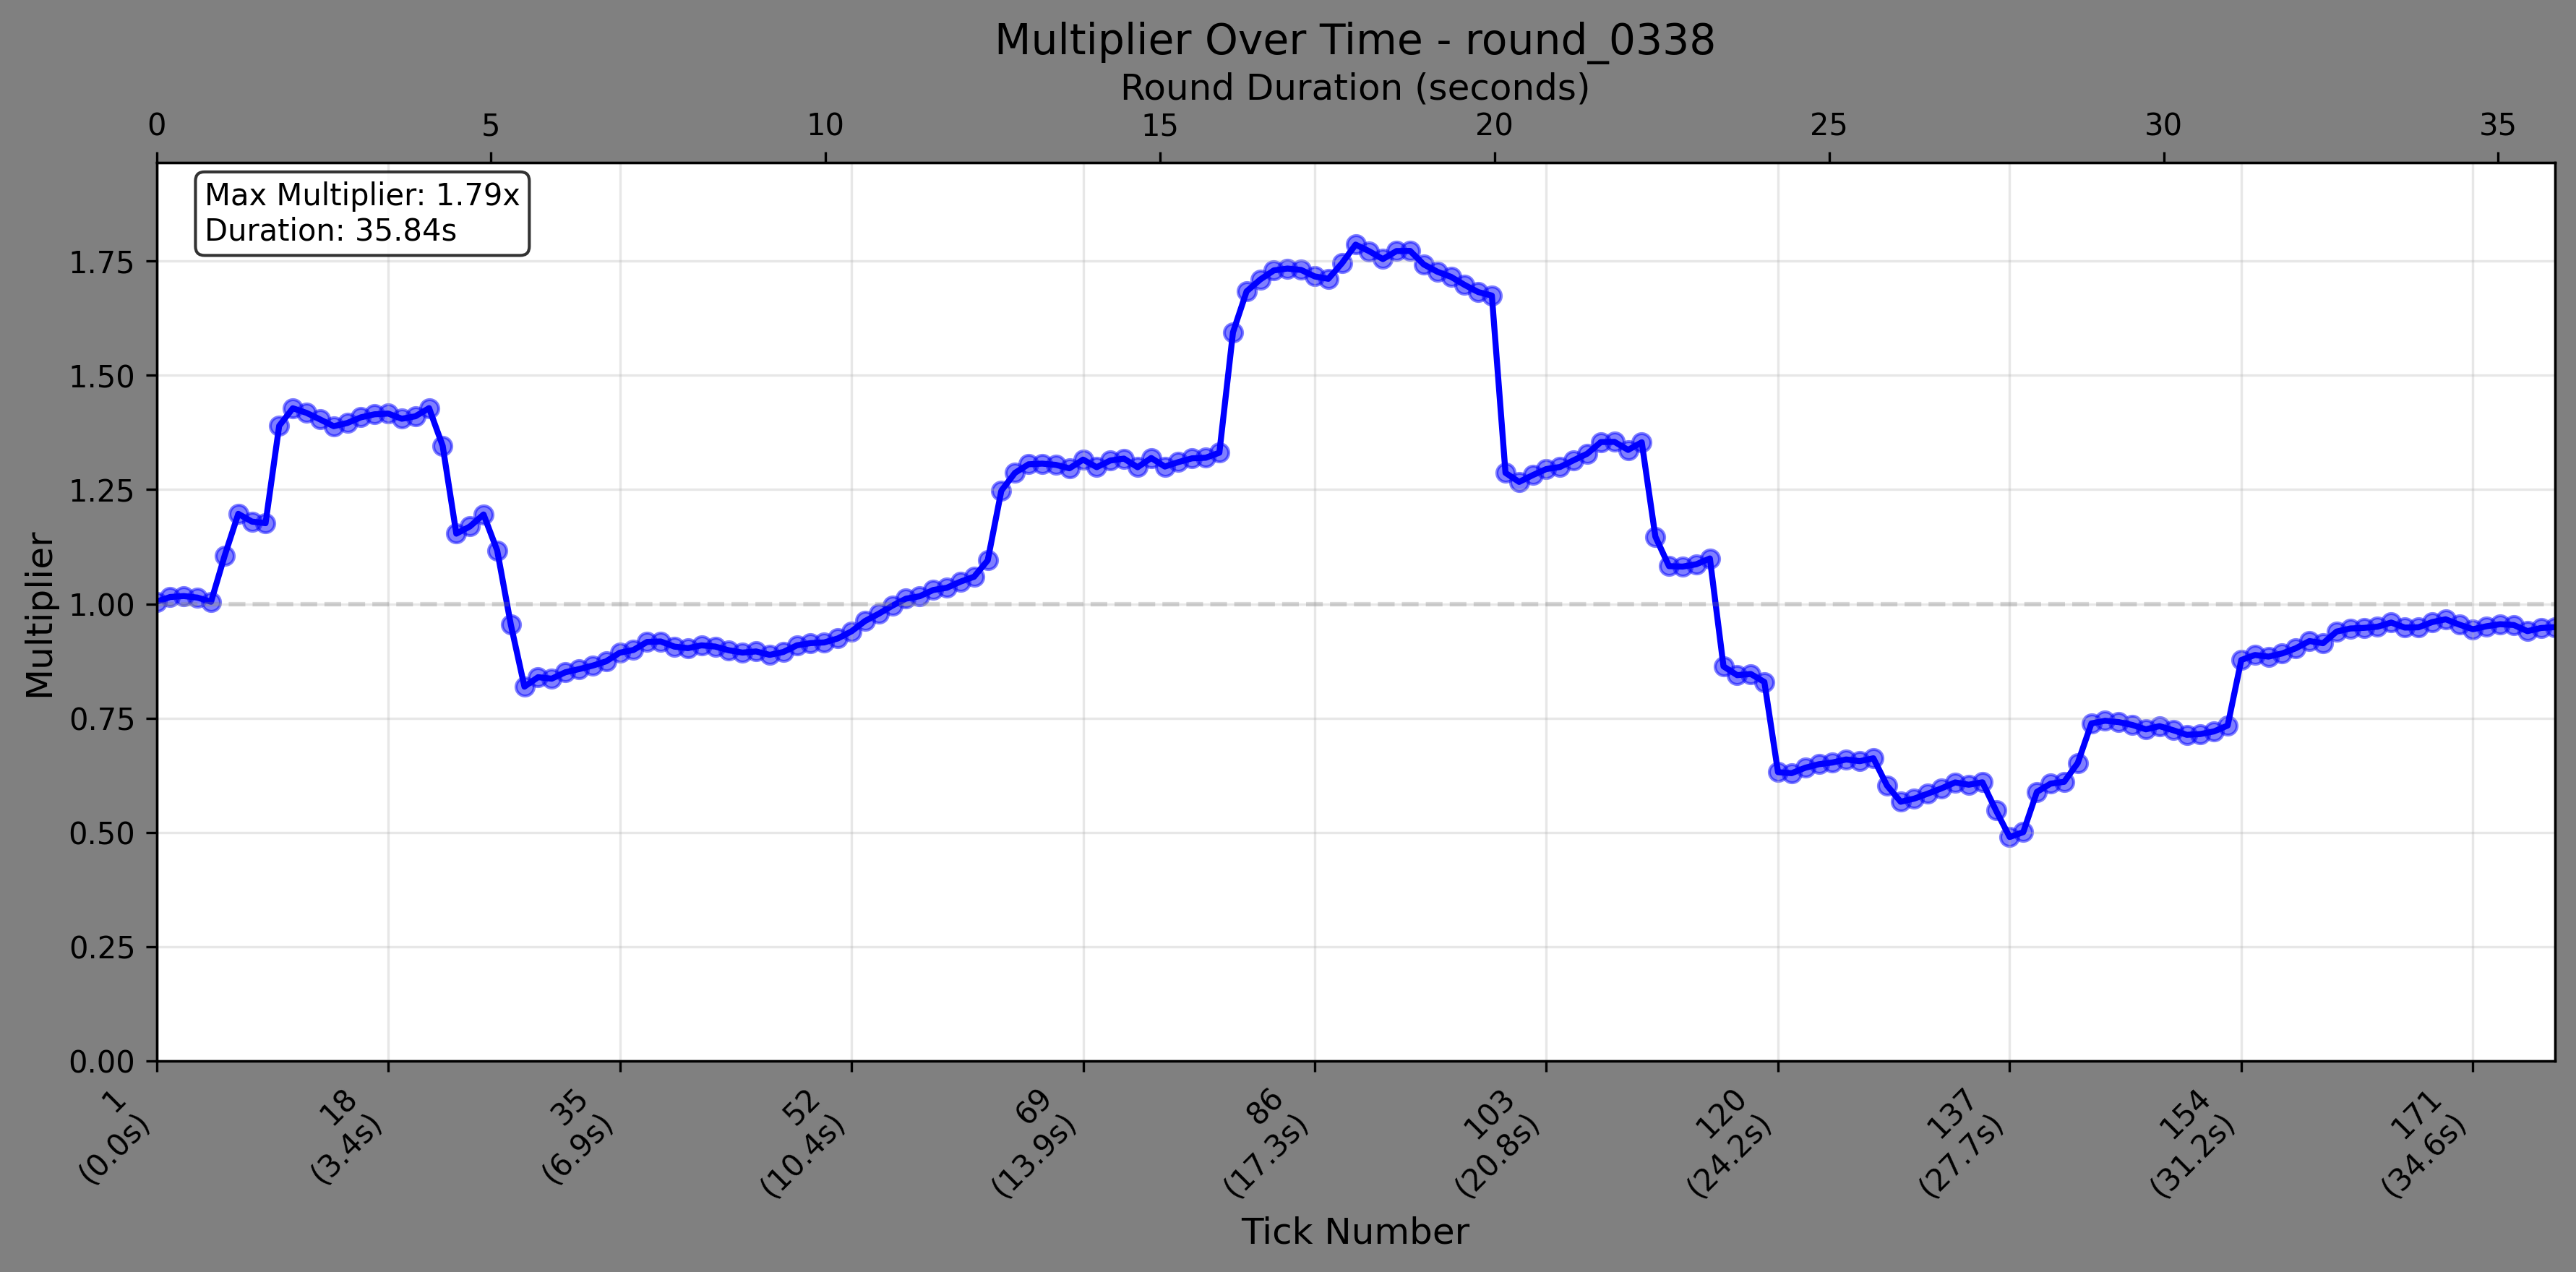 Multiplier Over Time - round_0338
Round Duration (seconds)
0 5 10 15 20 25 30 35
Max Multiplier: 1.79x
Duration: 35.84s
Multiplier
1.75
1.50
1.25
1.00
0.75
0.50
0.25
0.00
1
(0.0s)
18
(3.4s)
35
(6.9s)
52
(10.4s)
69
(13.9s)
86
(17.3s)
103
(20.8s)
120
(24.2s)
137
(27.7s)
154
(31.2s)
171
(34.6s)
Tick Number